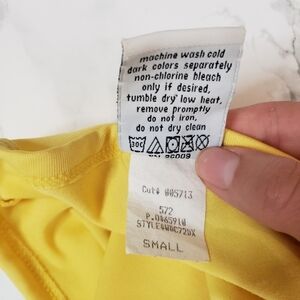 machine wash cold
dark colors separately
non-chlorine bleach
only if desired,
tumble dry low heat,
remove promptly
do not iron,
do not dry clean
Cut# 005713
572
SMALL